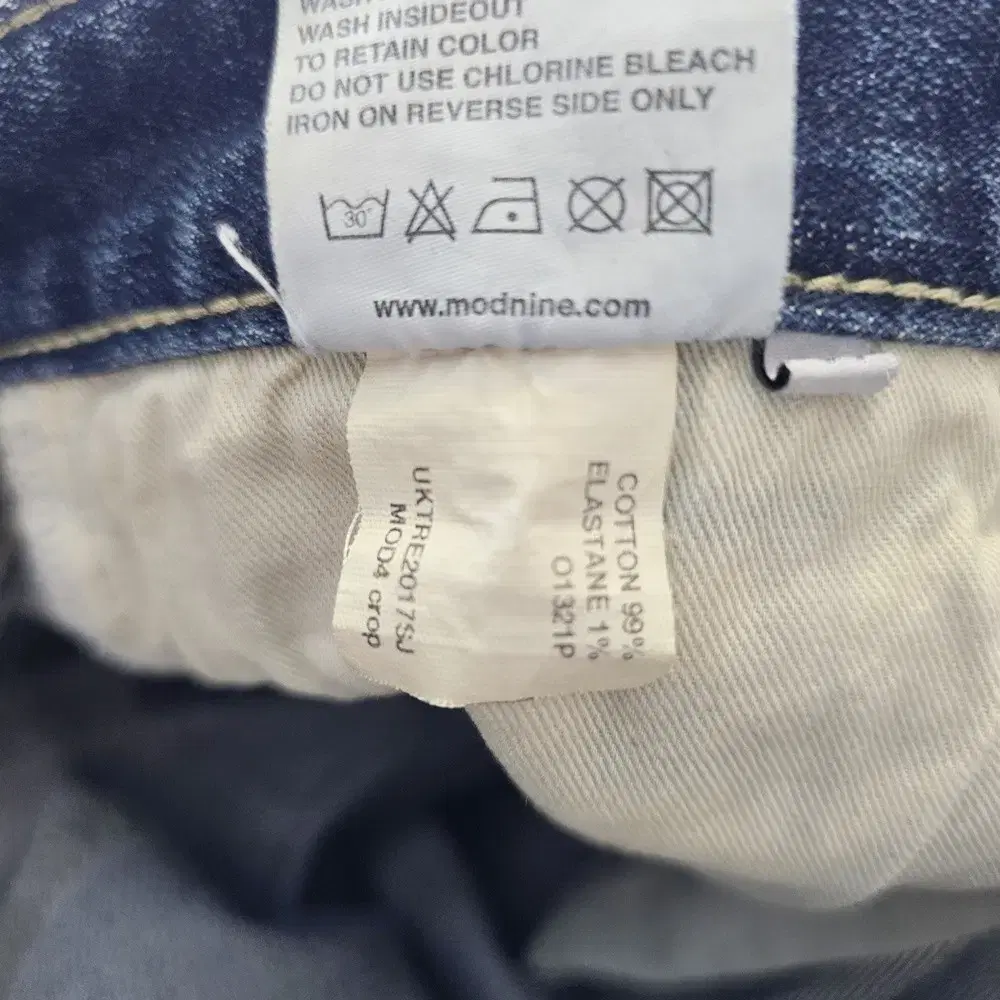 WASH INSIDEOUT
TO RETAIN COLOR
DO NOT USE CHLORINE BLEACH
IRON ON REVERSE SIDE ONLY
30°
www.modnine.com
COTTON 99%
ELASTANE 1%
01321P
UKTRE2017SJ
MOD4 crop